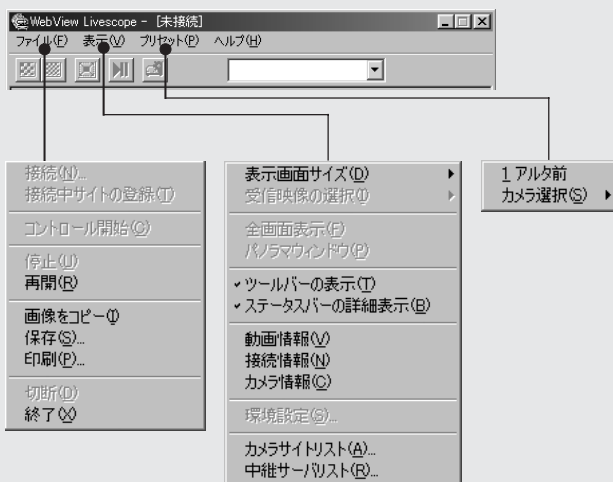 WebView Livescope - [未接続]
ファイル(F) 表示(V) プリセット(P) ヘルプ(H)
接続(N)...
接続中サイトの登録(T)
コントロール開始(C)
停止(U)
再開(R)
画像をコピー(I)
保存(S)...
印刷(P)...
切断(D)
終了(X)
表示画面サイズ(D)
受信映像の選択(I)
全画面表示(F)
パノラマウィンドウ(P)
ツールバーの表示(T)
ステータスバーの詳細表示(B)
動画情報(V)
接続情報(N)
カメラ情報(C)
環境設定(S)...
カメラサイトリスト(A)...
中継サーバリスト(R)...
1 アルタ前
カメラ選択(S)